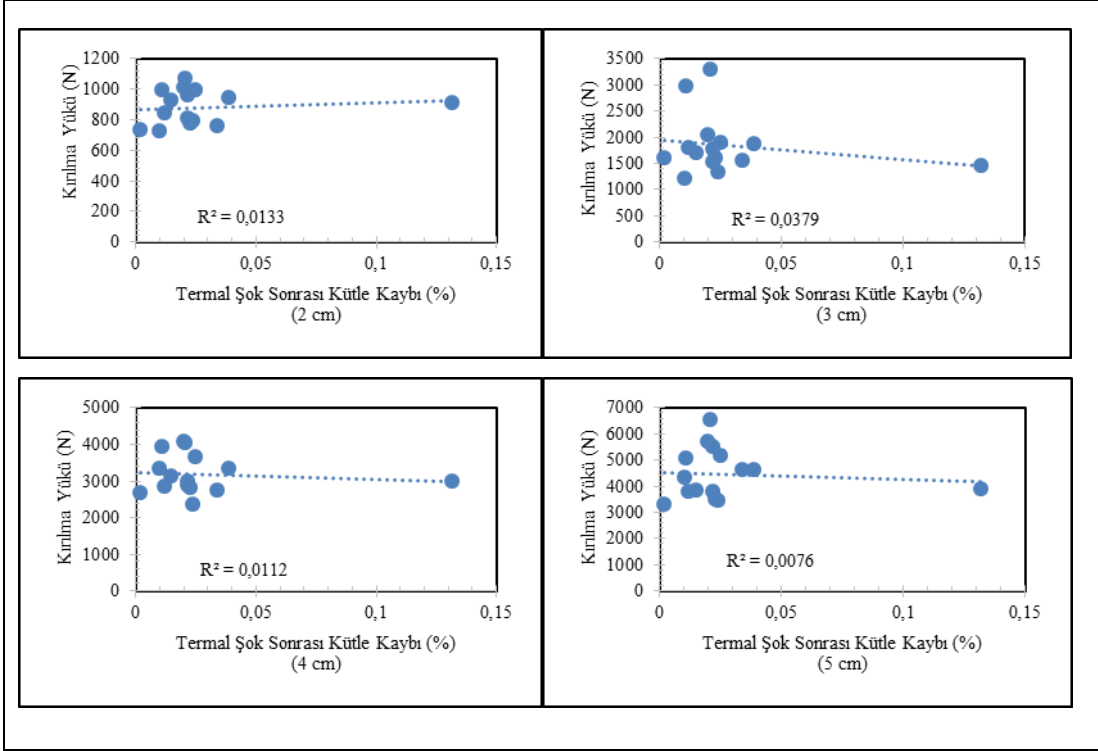 1200
1000
800
600
400
200
0
Kırılma Yükü (N)
R² = 0,0133
0 0,05 0,1 0,15
Termal Şok Sonrası Kütle Kaybı (%)
(2 cm)
3500
3000
2500
2000
1500
1000
500
0
Kırılma Yükü (N)
R² = 0,0379
0 0,05 0,1 0,15
Termal Şok Sonrası Kütle Kaybı (%)
(3 cm)
5000
4000
3000
2000
1000
0
Kırılma Yükü (N)
R² = 0,0112
0 0,05 0,1 0,15
Termal Şok Sonrası Kütle Kaybı (%)
(4 cm)
7000
6000
5000
4000
3000
2000
1000
0
Kırılma Yükü (N)
R² = 0,0076
0 0,05 0,1 0,15
Termal Şok Sonrası Kütle Kaybı (%)
(5 cm)